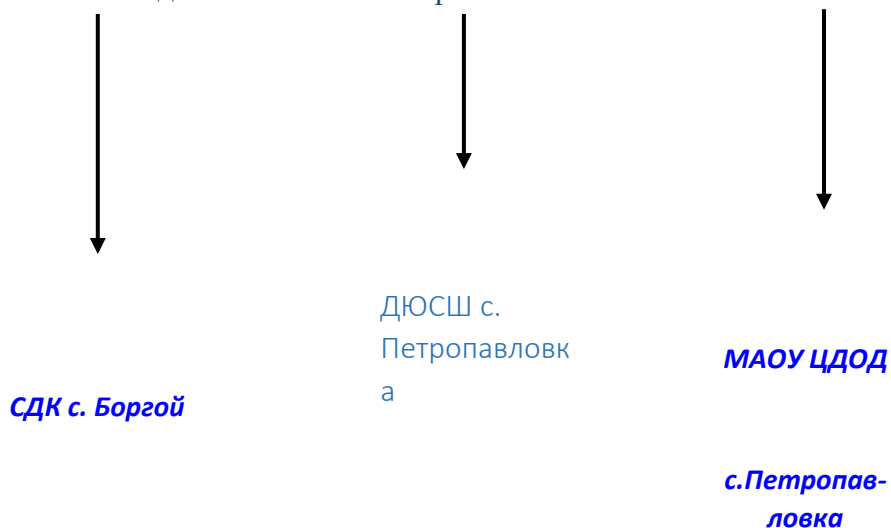 ДЮСШ с.
Петропавловк
а
СДК с. Боргой
МАОУ ЦДОД
с.Петропав-
ловка